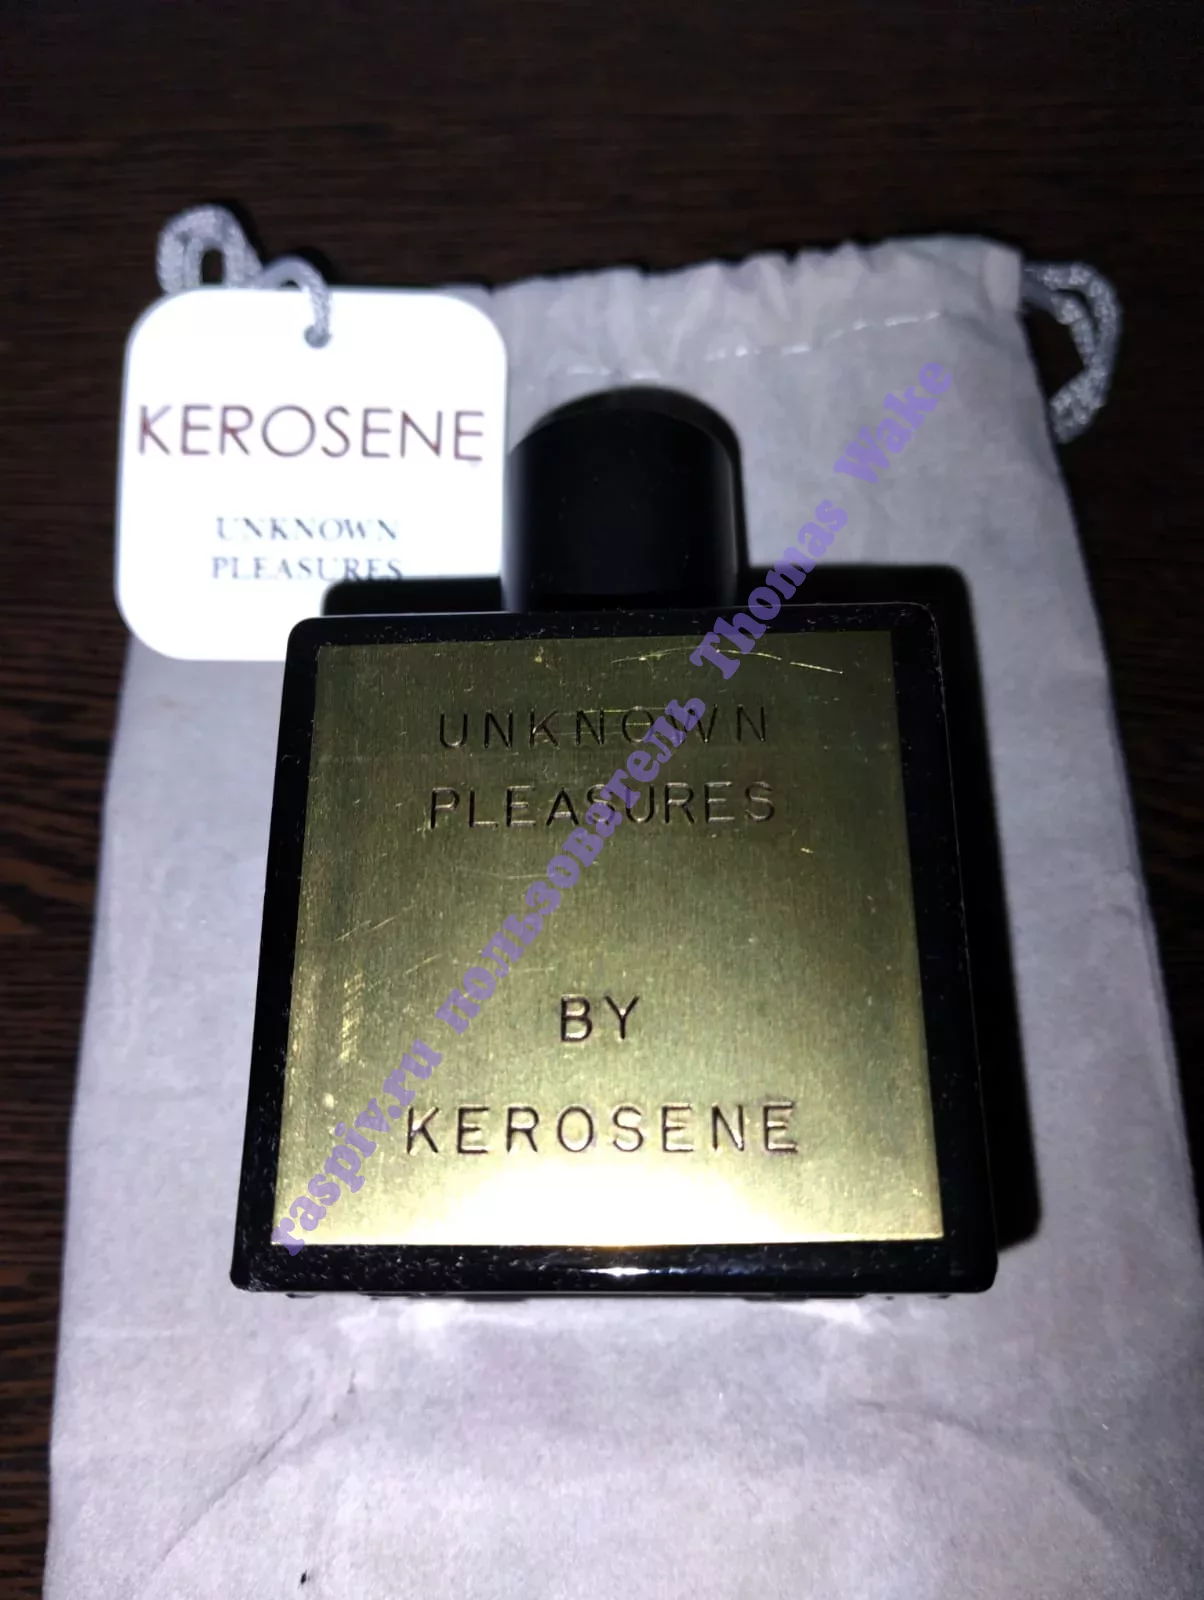 KEROSENE
UNKNOWN
PLEASURES
UNKNOWN
PLEASURES
BY
KEROSENE
raspiv.ru пользователь Thomas Wake